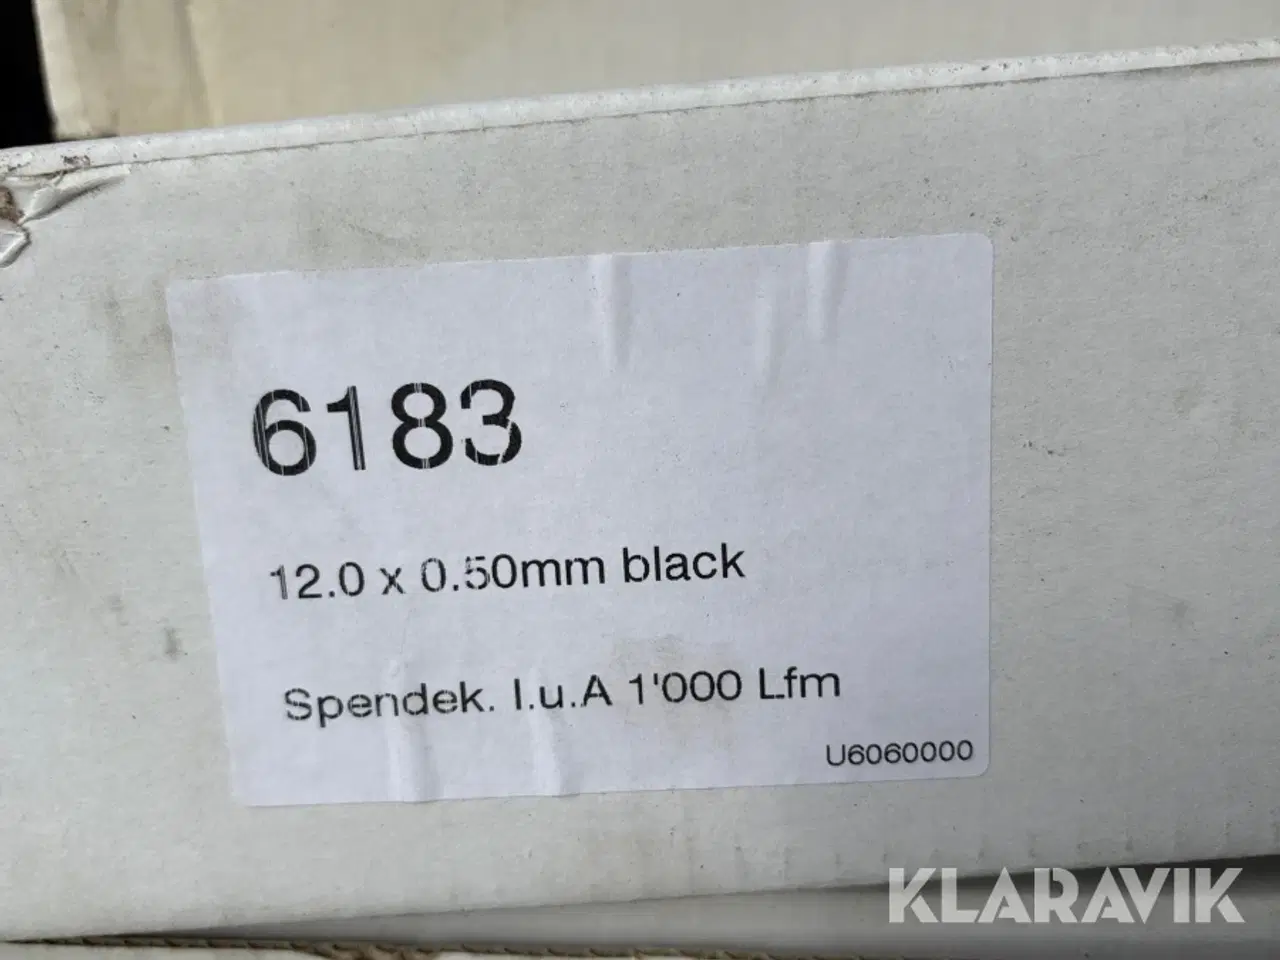 6183
12.0 x 0.50mm black
Spendek. I.u.A 1'000 Lfm
U6060000
KLARAVIK